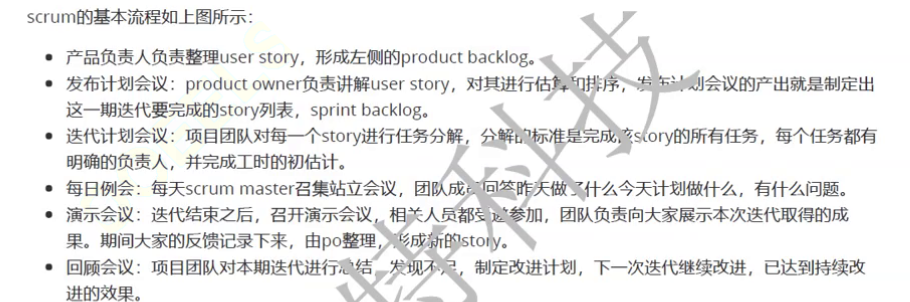 scrum的基本流程如上图所示:
• 产品负责人负责整理user story，形成左侧的product backlog。
• 发布计划会议：product owner负责讲解user story，对其进行估算和排序，发布计划会议的产出就是制定出
这一期迭代要完成的story列表，sprint backlog。
• 迭代计划会议：项目团队对每一个story进行任务分解，分解的标准是完成该story的所有任务，每个任务都有
明确的负责人，并完成工时的初估计。
• 每日例会：每天scrum master召集站立会议，团队成员回答昨天做了什么今天计划做什么，有什么问题。
• 演示会议：迭代结束之后，召开演示会议，相关人员都受邀参加，团队负责向大家展示本次迭代取得的成
果。期间大家的反馈记录下来，由po整理，形成新的story。
• 回顾会议：项目团队对本期迭代进行总结，发现不足，制定改进计划，下一次迭代继续改进，已达到持续改
进的效果。
特科技